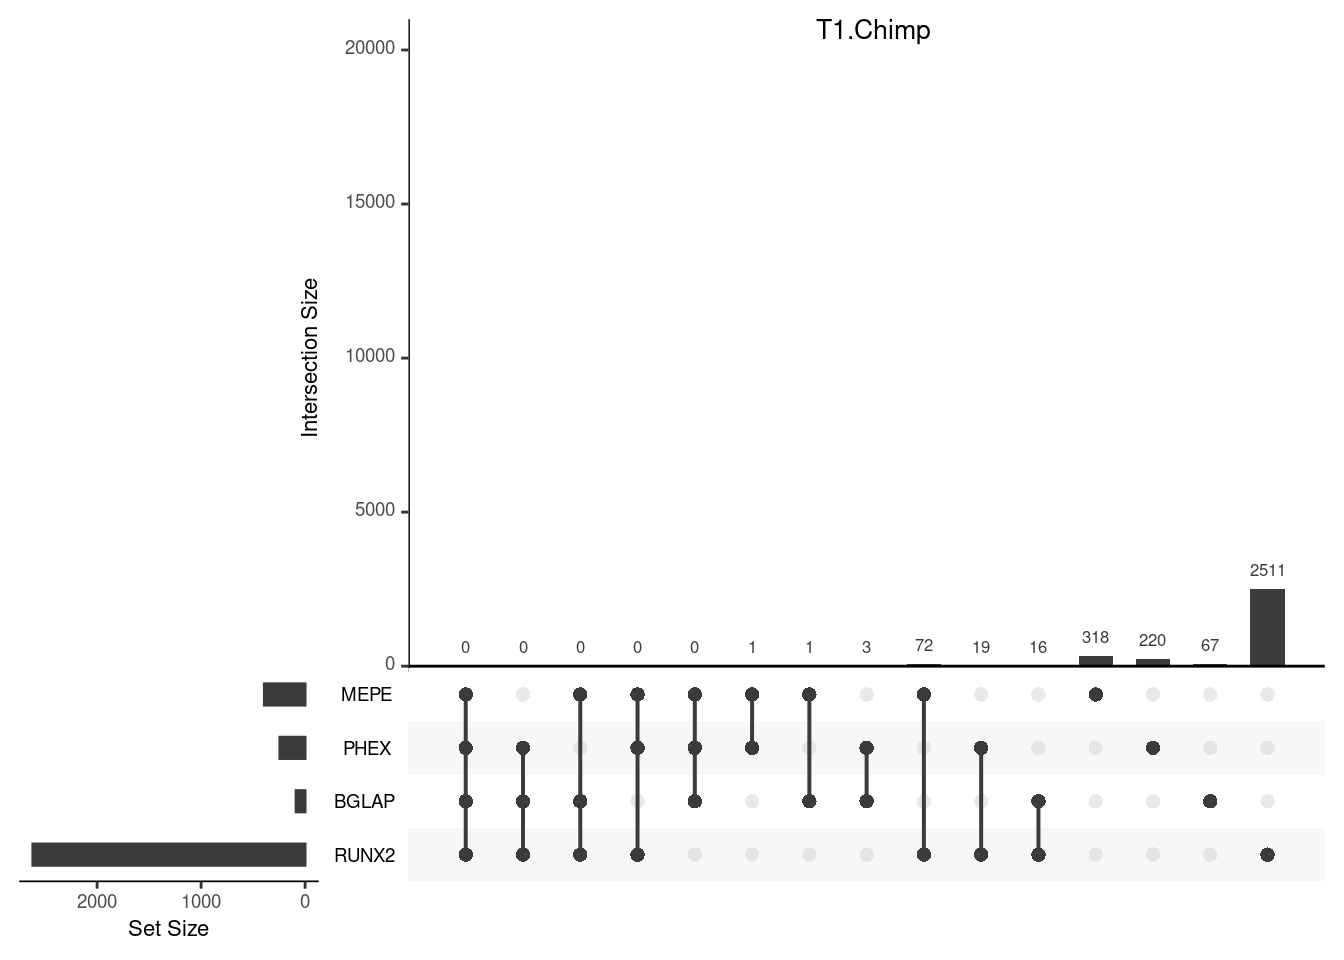 T1.Chimp
20000
15000
10000
5000
0
Intersection Size
0 0 0 0 0 1 1 3 72 19 16 318 220 67 2511
MEPE
PHEX
BGLAP
RUNX2
2000 1000 0
Set Size